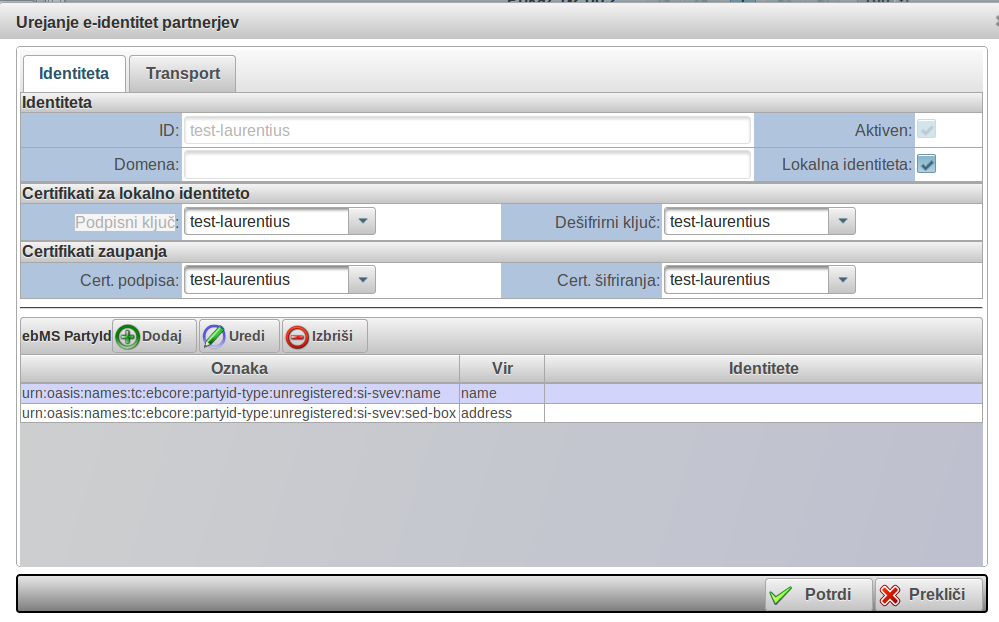 Urejanje e-identitet partnerjev
Identiteta Transport
Identiteta
ID: test-laurentius Aktiven:
Domena: Lokalna identiteta:
Certifikati za lokalno identiteto
Podpisni ključ: test-laurentius Dešifrirni ključ: test-laurentius
Certifikati zaupanja
Cert. podpisa: test-laurentius Cert. šifriranja: test-laurentius
ebMS PartyId Dodaj Uredi Izbriši
Oznaka Vir Identitete
urn:oasis:names:tc:ebcore:partyid-type:unregistered:si-svev:name name
urn:oasis:names:tc:ebcore:partyid-type:unregistered:si-svev:sed-box address
Potrdi Prekliči